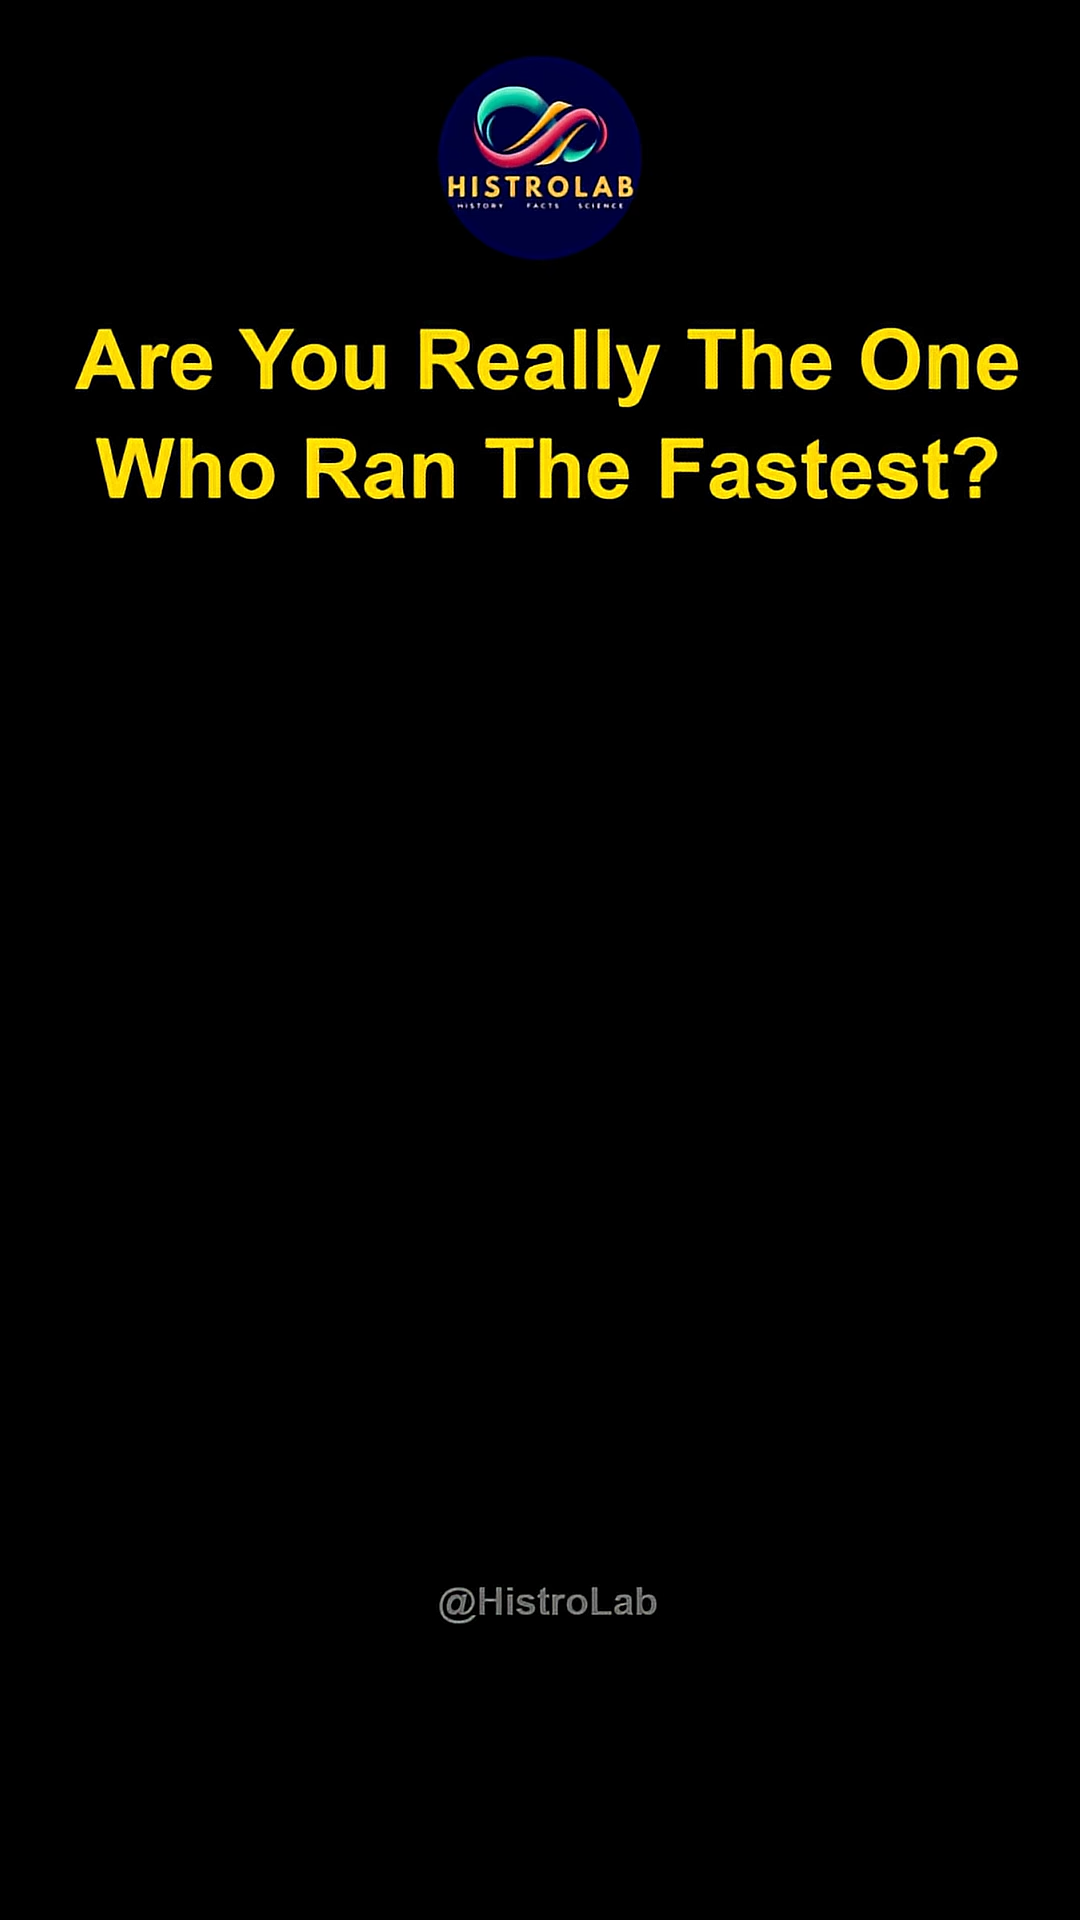 HISTROLAB
HISTORY FACTS SCIENCE
Are You Really The One
Who Ran The Fastest?
@HistroLab